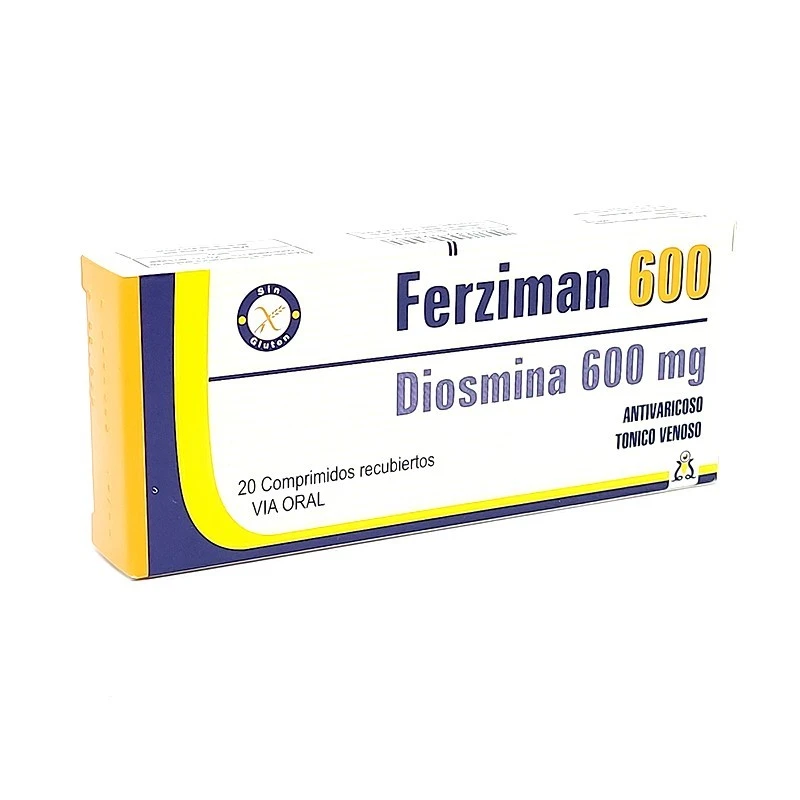 Sin
Gluten
Ferziman 600
Diosmina 600 mg
ANTIVARICOSO
TONICO VENOSO
20 Comprimidos recubiertos
VIA ORAL